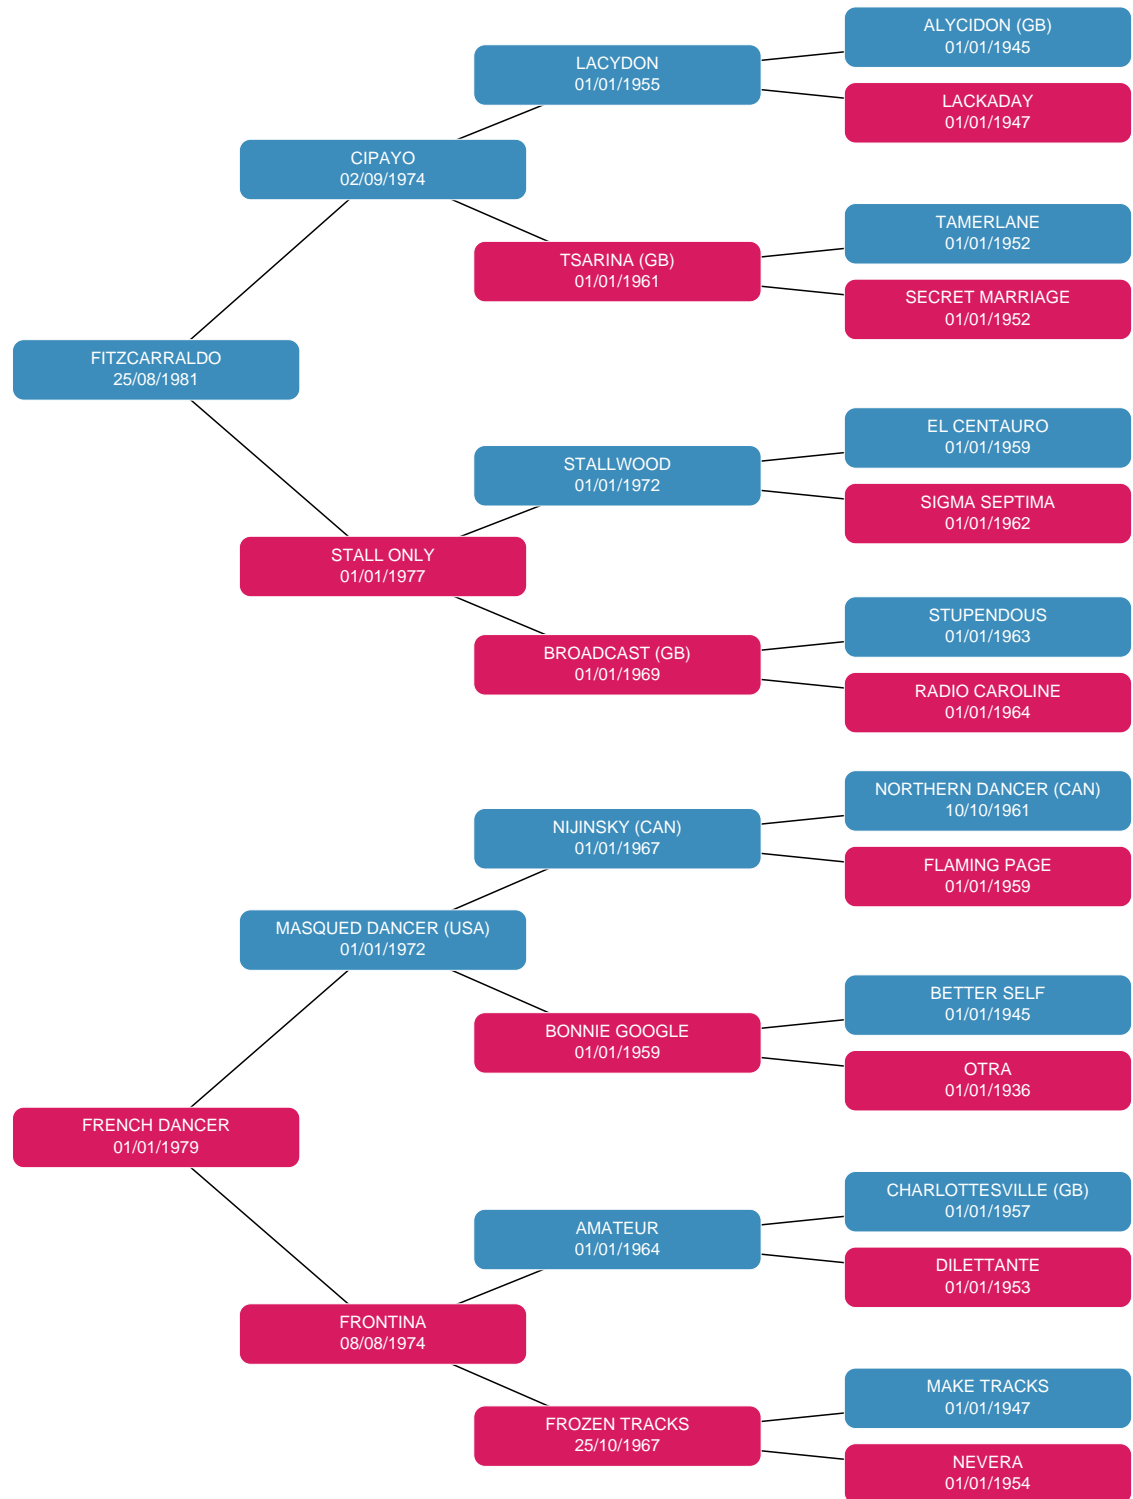 ALYCIDON (GB)
01/01/1945
LACYDON
01/01/1955
LACKADAY
01/01/1947
CIPAYO
02/09/1974
TAMERLANE
01/01/1952
TSARINA (GB)
01/01/1961
SECRET MARRIAGE
01/01/1952
FITZCARRALDO
25/08/1981
EL CENTAURO
01/01/1959
STALLWOOD
01/01/1972
SIGMA SEPTIMA
01/01/1962
STALL ONLY
01/01/1977
STUPENDOUS
01/01/1963
BROADCAST (GB)
01/01/1969
RADIO CAROLINE
01/01/1964
NORTHERN DANCER (CAN)
10/10/1961
NIJINSKY (CAN)
01/01/1967
FLAMING PAGE
01/01/1959
MASQUED DANCER (USA)
01/01/1972
BETTER SELF
01/01/1945
BONNIE GOOGLE
01/01/1959
OTRA
01/01/1936
FRENCH DANCER
01/01/1979
CHARLOTTESVILLE (GB)
01/01/1957
AMATEUR
01/01/1964
DILETTANTE
01/01/1953
FRONTINA
08/08/1974
MAKE TRACKS
01/01/1947
FROZEN TRACKS
25/10/1967
NEVERA
01/01/1954